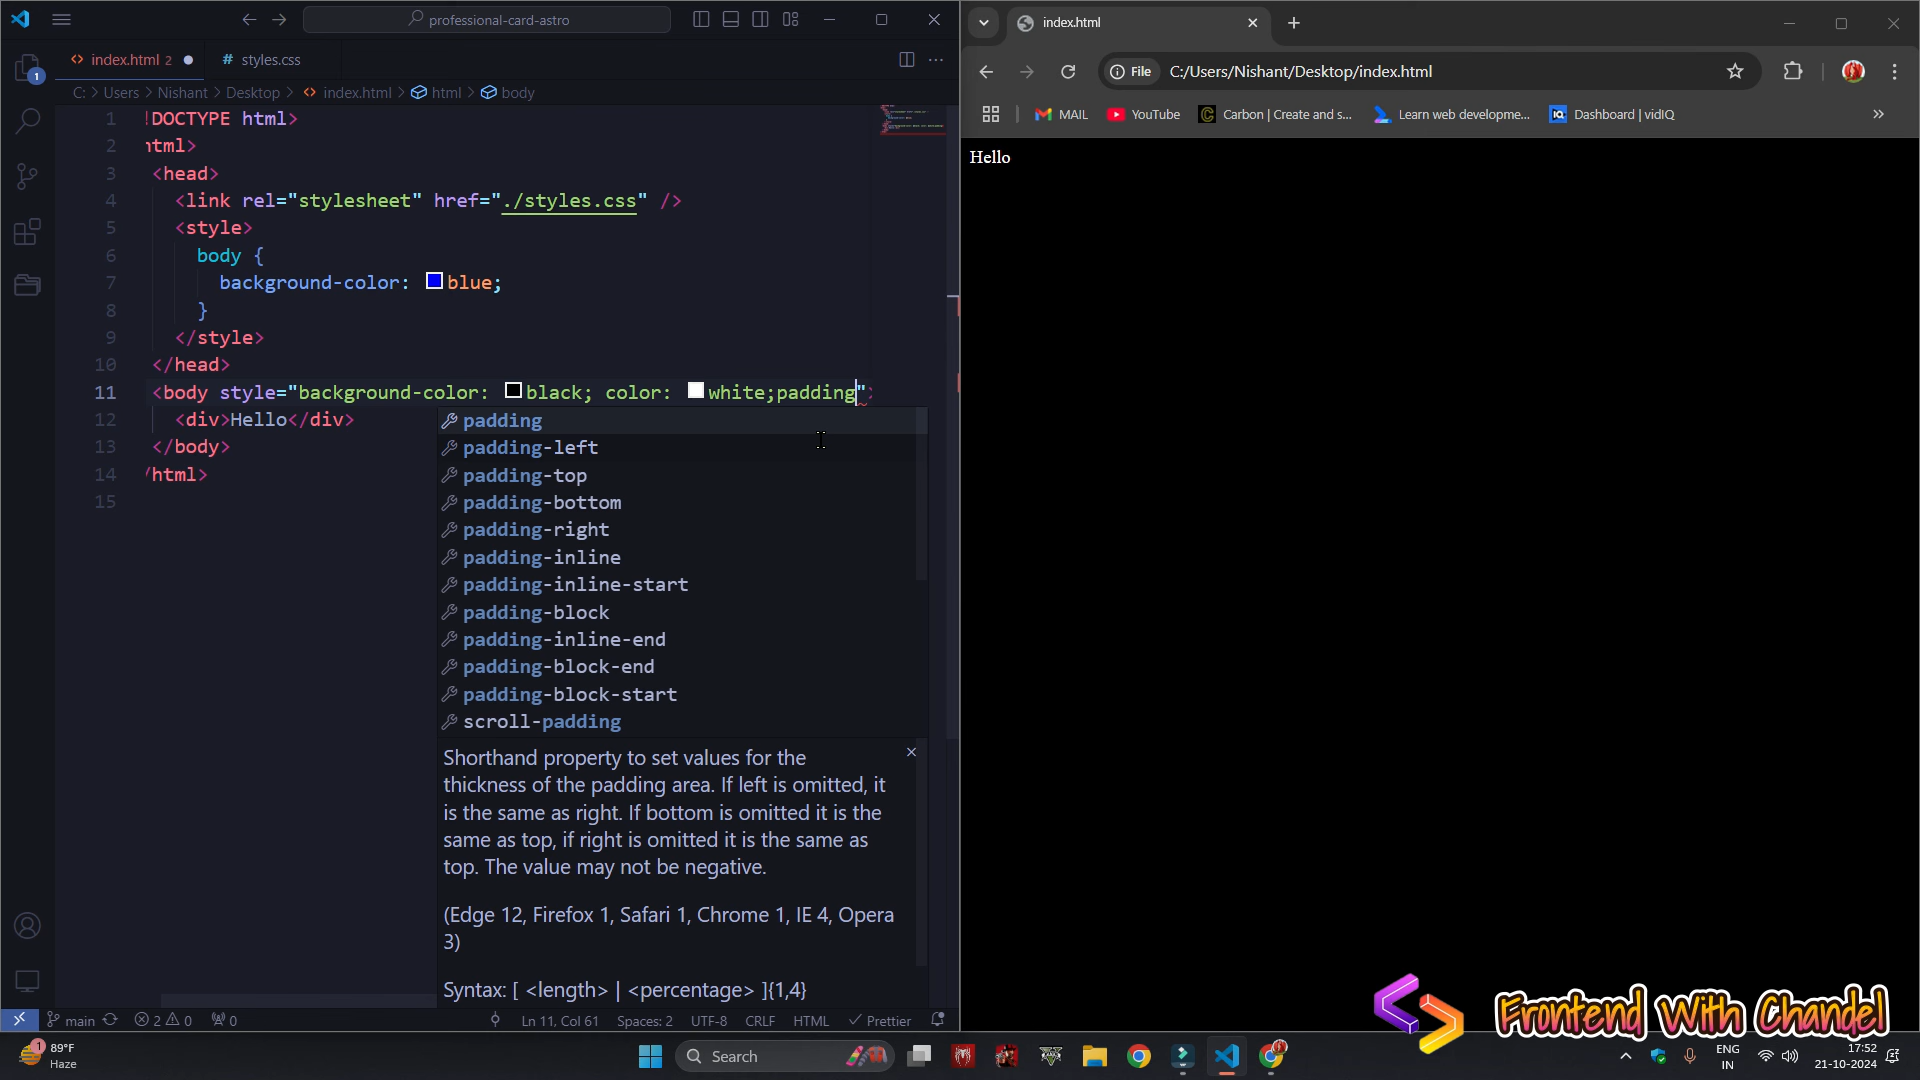 professional-card-astro
index.html 2
# styles.css
1
C: > Users > Nishant > Desktop > <> index.html > html > body
1 !DOCTYPE html>
2 html>
3 <head>
4 <link rel="stylesheet" href="./styles.css" />
5 <style>
6 body {
7 background-color: blue;
8 }
9 </style>
10 </head>
11 <body style="background-color: black; color: white;padding">
12 <div>Hello</div>
13 </body>
14 /html>
15
padding
padding-left
padding-top
padding-bottom
padding-right
padding-inline
padding-inline-start
padding-block
padding-inline-end
padding-block-end
padding-block-start
scroll-padding
Shorthand property to set values for the
thickness of the padding area. If left is omitted, it
is the same as right. If bottom is omitted it is the
same as top, if right is omitted it is the same as
top. The value may not be negative.
(Edge 12, Firefox 1, Safari 1, Chrome 1, IE 4, Opera
3)
Syntax: [ <length> | <percentage> ]{1,4}
main 2 0 0 Ln 11, Col 61 Spaces: 2 UTF-8 CRLF HTML Prettier
index.html
File C:/Users/Nishant/Desktop/index.html
MAIL YouTube Carbon | Create and s... Learn web developme... Dashboard | vidIQ
Hello
Frontend With Chandel
1
89°F
Haze
Search
ENG
IN
17:52
21-10-2024